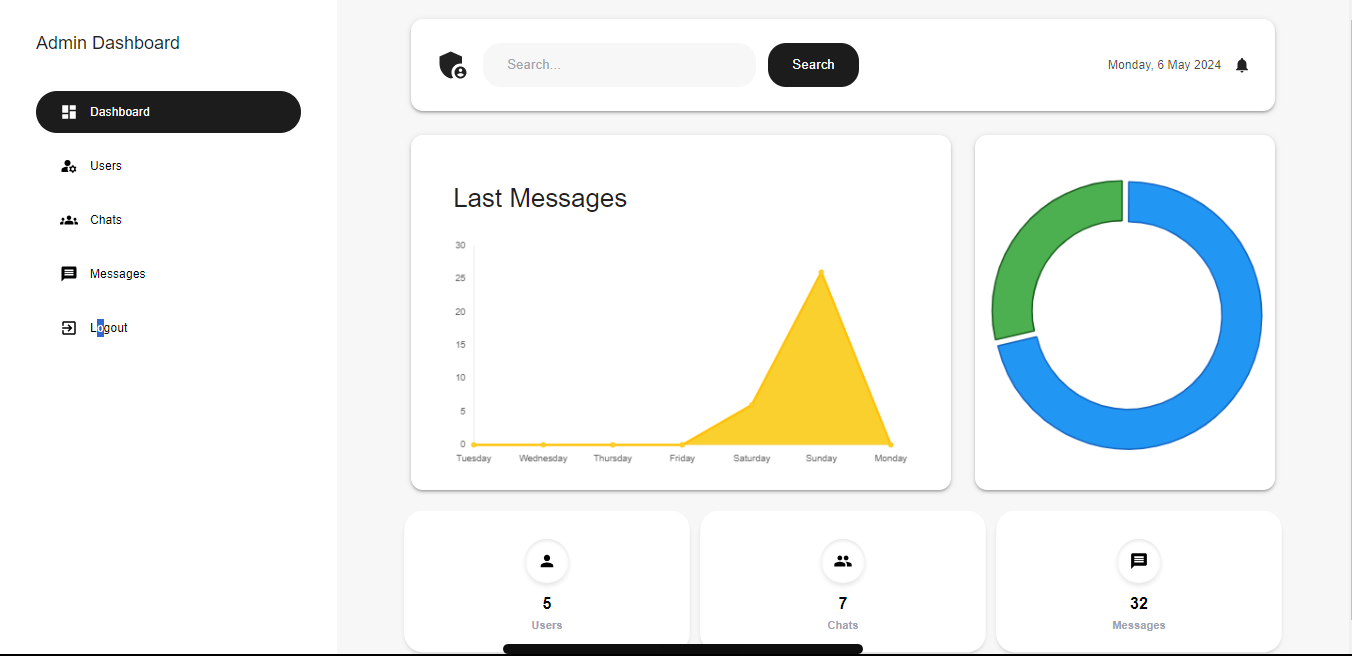 Admin Dashboard
Dashboard
Users
Chats
Messages
Logout
Search...
Search
Monday, 6 May 2024
Last Messages
30
25
20
15
10
5
0
Tuesday Wednesday Thursday Friday Saturday Sunday Monday
5
Users
7
Chats
32
Messages